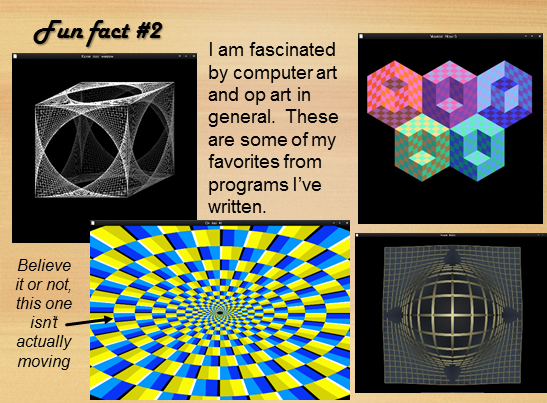 Fun fact #2
I am fascinated
by computer art
and op art in
general.  These
are some of my
favorites from
programs I've
written.
Believe
it or not,
this one
isn't
actually
moving